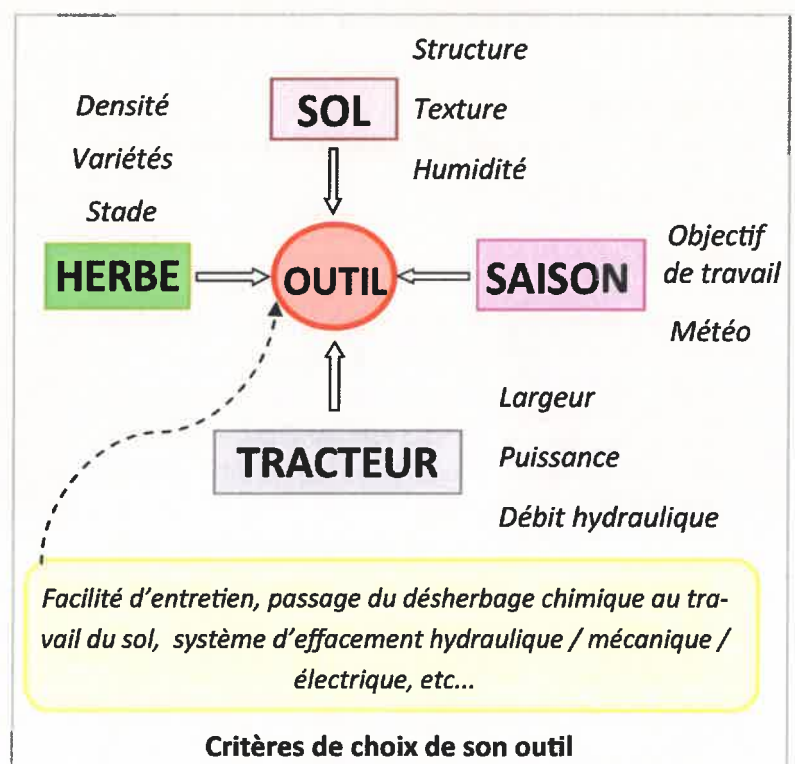 Structure
Densité
SOL
Texture
Variétés
Humidité
Stade
Objectif
de travail
HERBE
OUTIL
SAISON
Météo
Largeur
TRACTEUR
Puissance
Débit hydraulique
Facilité d'entretien, passage du désherbage chimique au tra-
vail du sol, système d'effacement hydraulique / mécanique /
électrique, etc...
Critères de choix de son outil